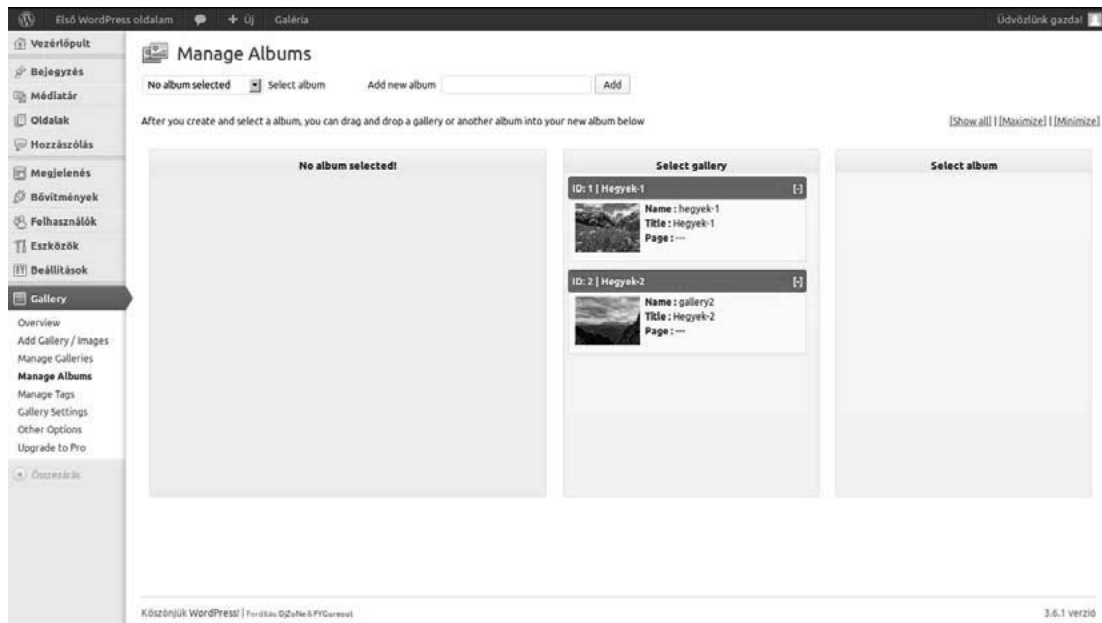 Első WordPress oldalam + Új Galéria Üdvözlünk gazda!
Vezérlőpult
Bejegyzés
Médiatár
Oldalak
Hozzászólás
Megjelenés
Bővítmények
Felhasználók
Eszközök
Beállítások
Gallery
Overview
Add Gallery / Images
Manage Galleries
Manage Albums
Manage Tags
Gallery Settings
Other Options
Upgrade to Pro
Összezárás
Manage Albums
No album selected Select album Add new album Add
After you create and select a album, you can drag and drop a gallery or another album into your new album below
[Show all] | [Maximize] | [Minimize]
No album selected!
Select gallery
ID: 1 | Hegyek-1 [-]
Name : hegyek-1
Title : Hegyek-1
Page : ---
ID: 2 | Hegyek-2 [-]
Name : gallery2
Title : Hegyek-2
Page : ---
Select album
Köszönjük WordPress! | Fordítás: DjZoNe & FYGureout
3.6.1 verzió